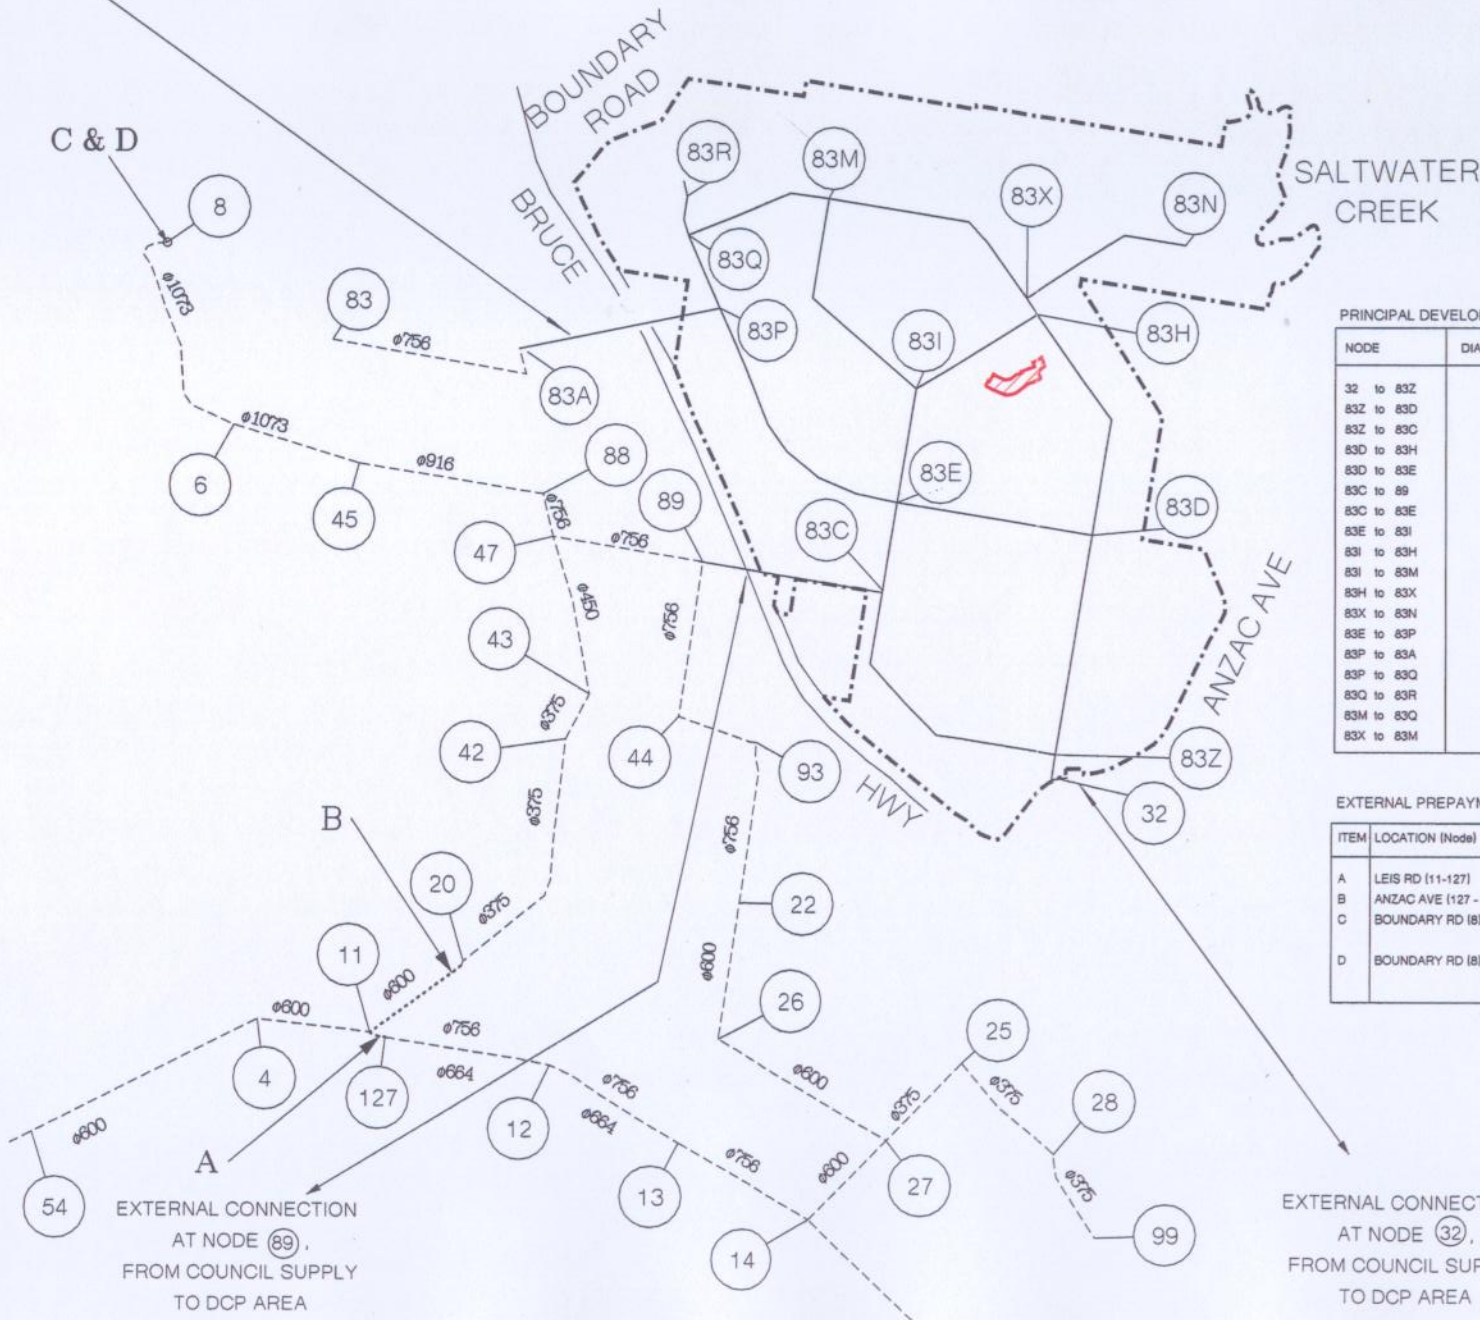 BOUNDARY
ROAD
BRUCE
HWY
ANZAC AVE
SALTWATER
CREEK
C & D
8
83
83A
83R
83M
83X
83N
83Q
83P
83I
83H
83E
83D
83C
83Z
32
6
45
88
89
47
43
42
44
93
B
20
22
11
26
25
4
127
12
28
27
13
54
14
99
A
ø1073
ø756
ø1073
ø916
ø756
ø756
ø450
ø756
ø375
ø375
ø756
ø375
ø600
ø600
ø600
ø756
ø664
ø600
ø756
ø664
ø756
ø600
ø600
ø375
ø375
ø375
EXTERNAL CONNECTION
AT NODE 89,
FROM COUNCIL SUPPLY
TO DCP AREA
EXTERNAL CONNECT
AT NODE 32,
FROM COUNCIL SUP
TO DCP AREA
PRINCIPAL DEVELO
NODE DIA
32 to 83Z
83Z to 83D
83Z to 83C
83D to 83H
83D to 83E
83C to 89
83C to 83E
83E to 83I
83I to 83H
83I to 83M
83H to 83X
83X to 83N
83E to 83P
83P to 83A
83P to 83Q
83Q to 83R
83M to 83Q
83X to 83M
EXTERNAL PREPAYM
ITEM LOCATION (Node)
A LEIS RD (11-127)
B ANZAC AVE (127 -
C BOUNDARY RD (8)
D BOUNDARY RD (8)